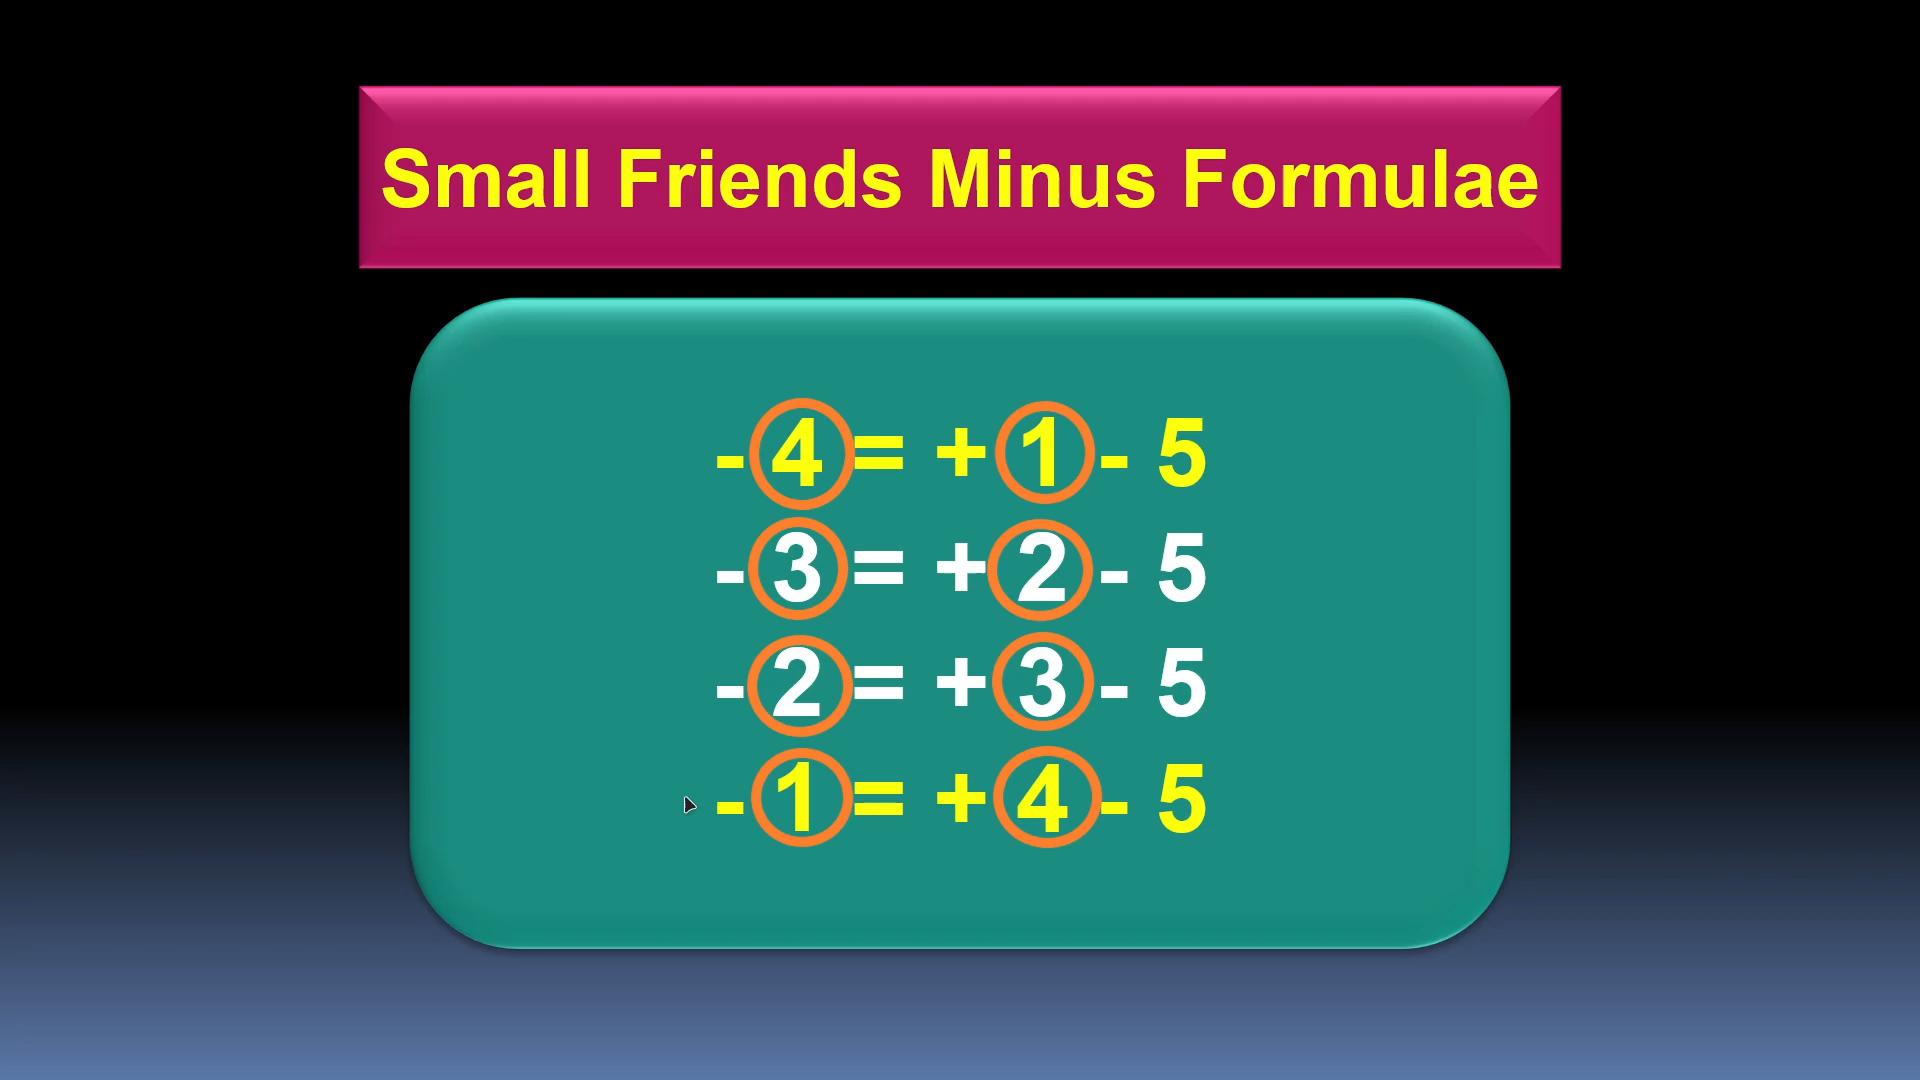 Small Friends Minus Formulae
- 4 = + 1 - 5
- 3 = + 2 - 5
- 2 = + 3 - 5
- 1 = + 4 - 5